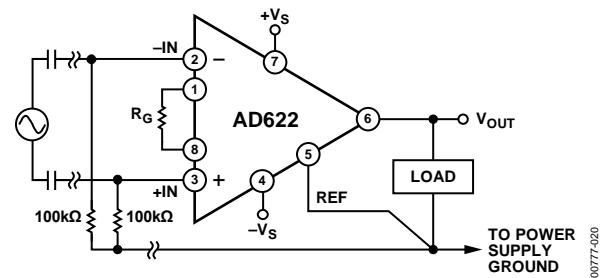 +VS
–IN
2
–
7
1
RG
AD622
6
VOUT
8
5
LOAD
3
+
+IN
4
REF
100kΩ
100kΩ
–VS
TO POWER
SUPPLY
GROUND
00777-020